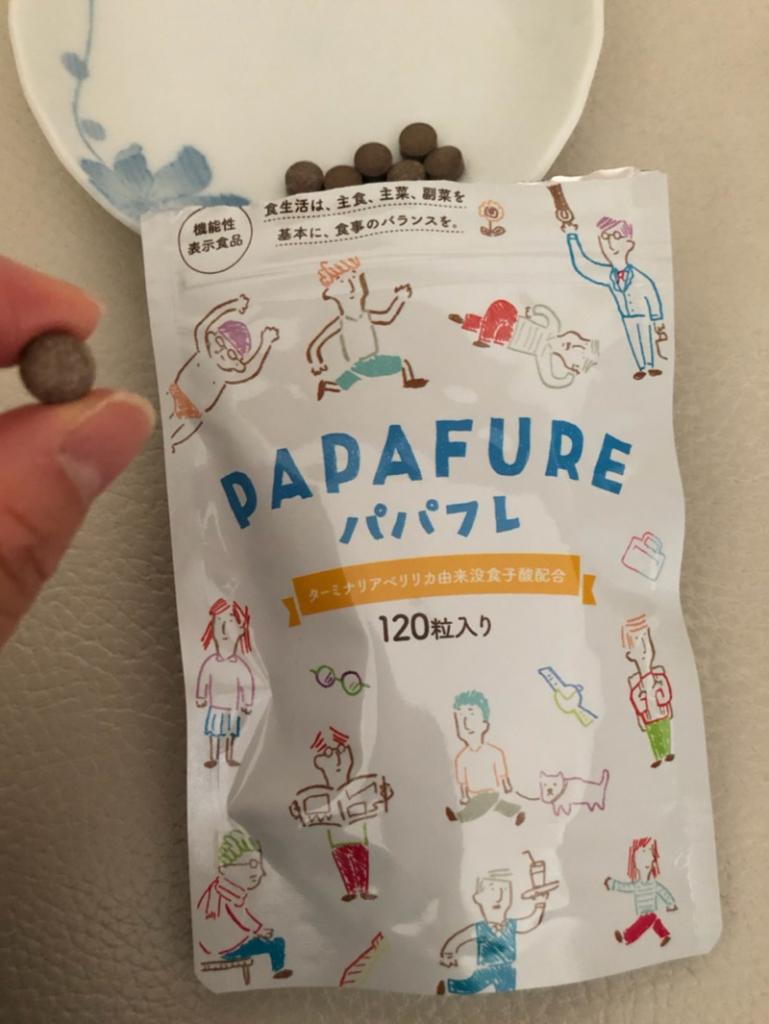 機能性
表示食品
食生活は、主食、主菜、副菜を
基本に、食事のバランスを。
PAPAFURE
パパフレ
ターミナリアベリリカ由来没食子酸配合
120粒入り